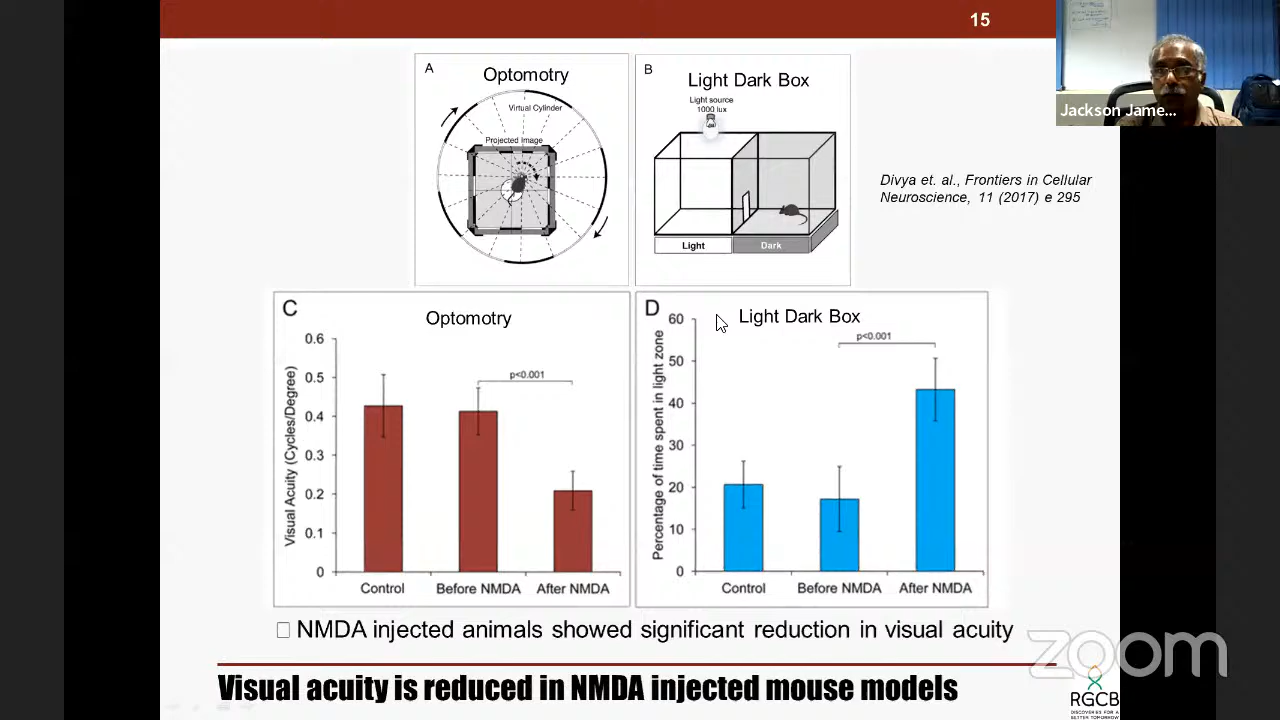 15
A
Optomotry
Virtual Cylinder
Projected Image
B
Light Dark Box
Light source
1000 lux
Light
Dark
Jackson Jame...
Divya et. al., Frontiers in Cellular
Neuroscience, 11 (2017) e 295
C
Optomotry
Visual Acuity (Cycles/Degree)
0.6
0.5
0.4
0.3
0.2
0.1
0
p<0.001
Control
Before NMDA
After NMDA
D
Light Dark Box
Percentage of time spent in light zone
60
50
40
30
20
10
0
p<0.001
Control
Before NMDA
After NMDA
□ NMDA injected animals showed significant reduction in visual acuity
zoom
Visual acuity is reduced in NMDA injected mouse models
RGCB
DISCOVERIES FOR A
BETTER TOMORROW